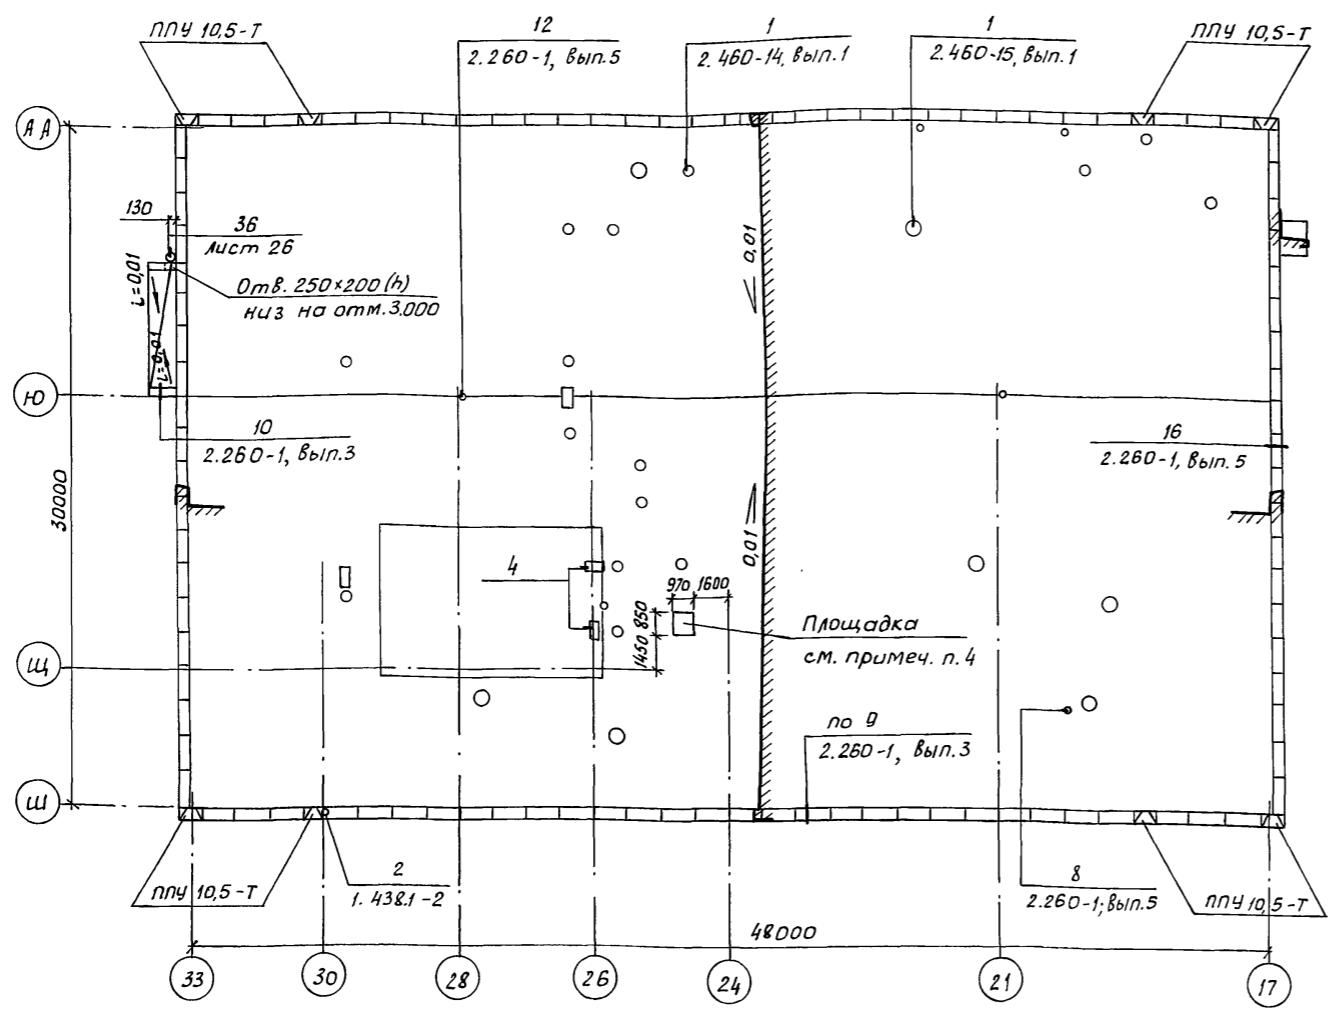 ППУ 10,5-Т
12
2.260-1, вып.5
1
2.460-14, вып.1
1
2.460-15, вып.1
ППУ 10,5-Т
АА
130
36
Лист 26
0,01
i=0,01
Отв. 250×200(h)
низ на отм.3.000
i=0,01
Ю
10
2.260-1, вып.3
16
2.260-1, вып.5
30000
0,01
4
970
1600
850
1450
Площадка
см. примеч. п.4
Щ
по 9
2.260-1, вып.3
Ш
2
1.438.1-2
8
2.260-1; вып.5
ППУ 10,5-Т
ППУ 10,5-Т
48000
33
30
28
26
24
21
17